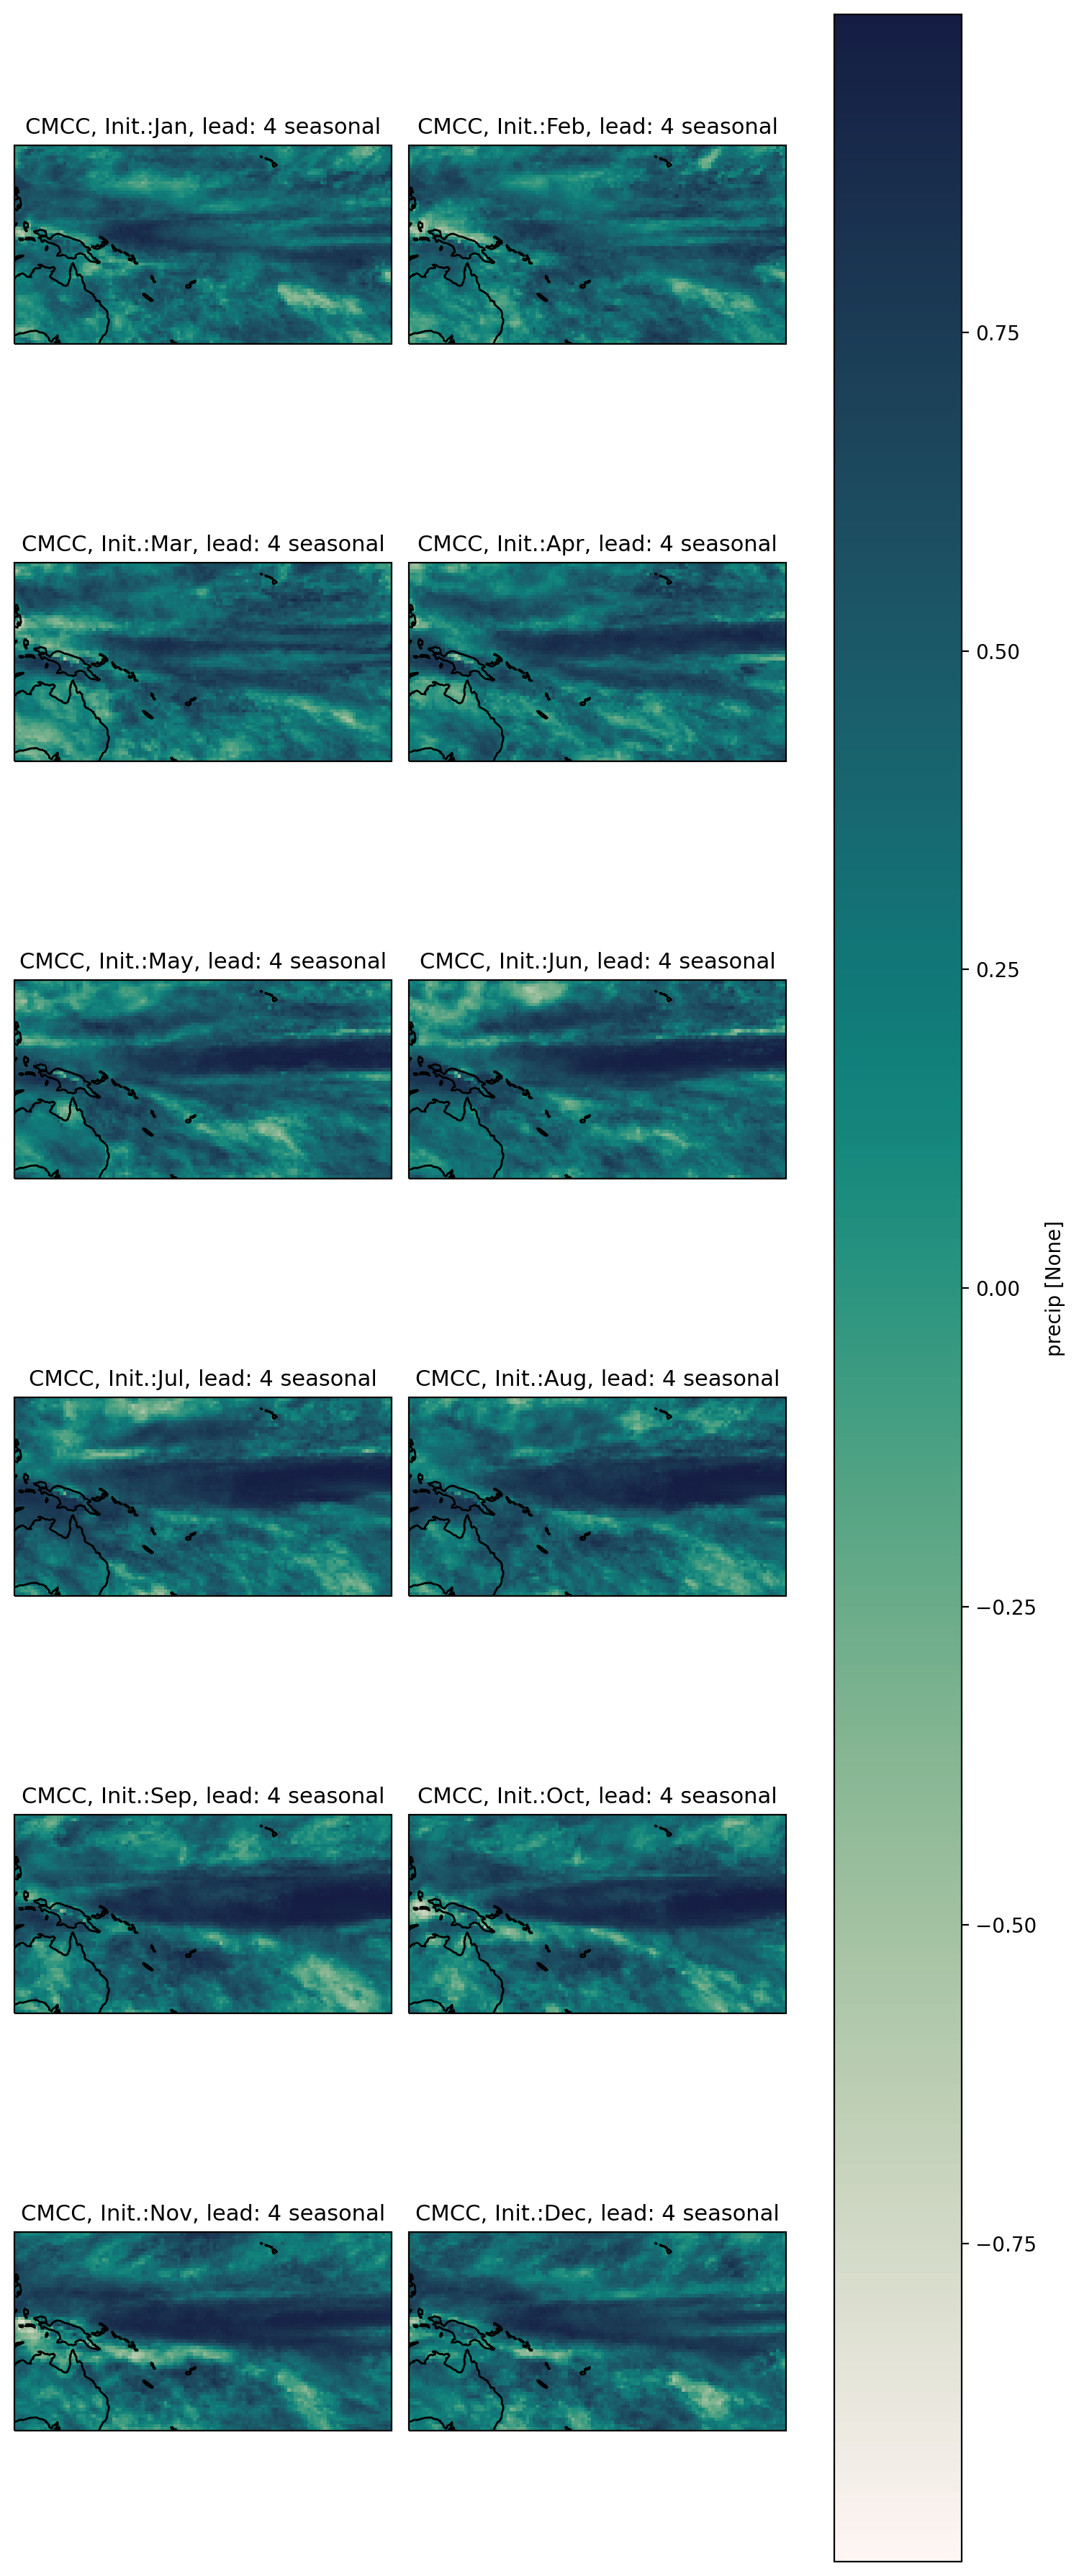 CMCC, Init.:Jan, lead: 4 seasonal
CMCC, Init.:Feb, lead: 4 seasonal
CMCC, Init.:Mar, lead: 4 seasonal
CMCC, Init.:Apr, lead: 4 seasonal
CMCC, Init.:May, lead: 4 seasonal
CMCC, Init.:Jun, lead: 4 seasonal
CMCC, Init.:Jul, lead: 4 seasonal
CMCC, Init.:Aug, lead: 4 seasonal
CMCC, Init.:Sep, lead: 4 seasonal
CMCC, Init.:Oct, lead: 4 seasonal
CMCC, Init.:Nov, lead: 4 seasonal
CMCC, Init.:Dec, lead: 4 seasonal
0.75
0.50
0.25
0.00
−0.25
−0.50
−0.75
precip [None]